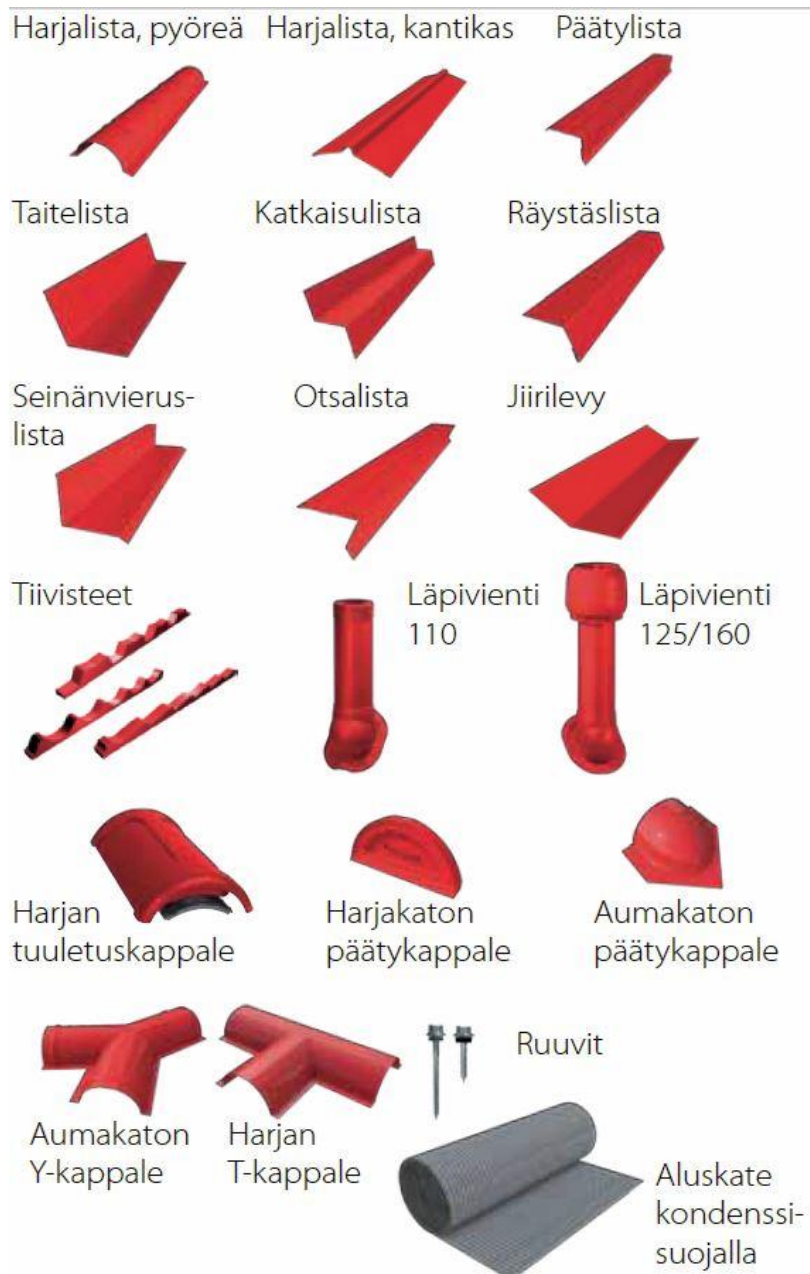 Harjalista, pyöreä
Harjalista, kantikas
Päätylista
Taitelista
Katkaisulista
Räystäslista
Seinänvierus-
lista
Otsalista
Jiirilevy
Tiivisteet
Läpivienti
110
Läpivienti
125/160
Harjan
tuuletuskappale
Harjakaton
päätykappale
Aumakaton
päätykappale
Aumakaton
Y-kappale
Harjan
T-kappale
Ruuvit
Aluskate
kondenssi-
suojalla